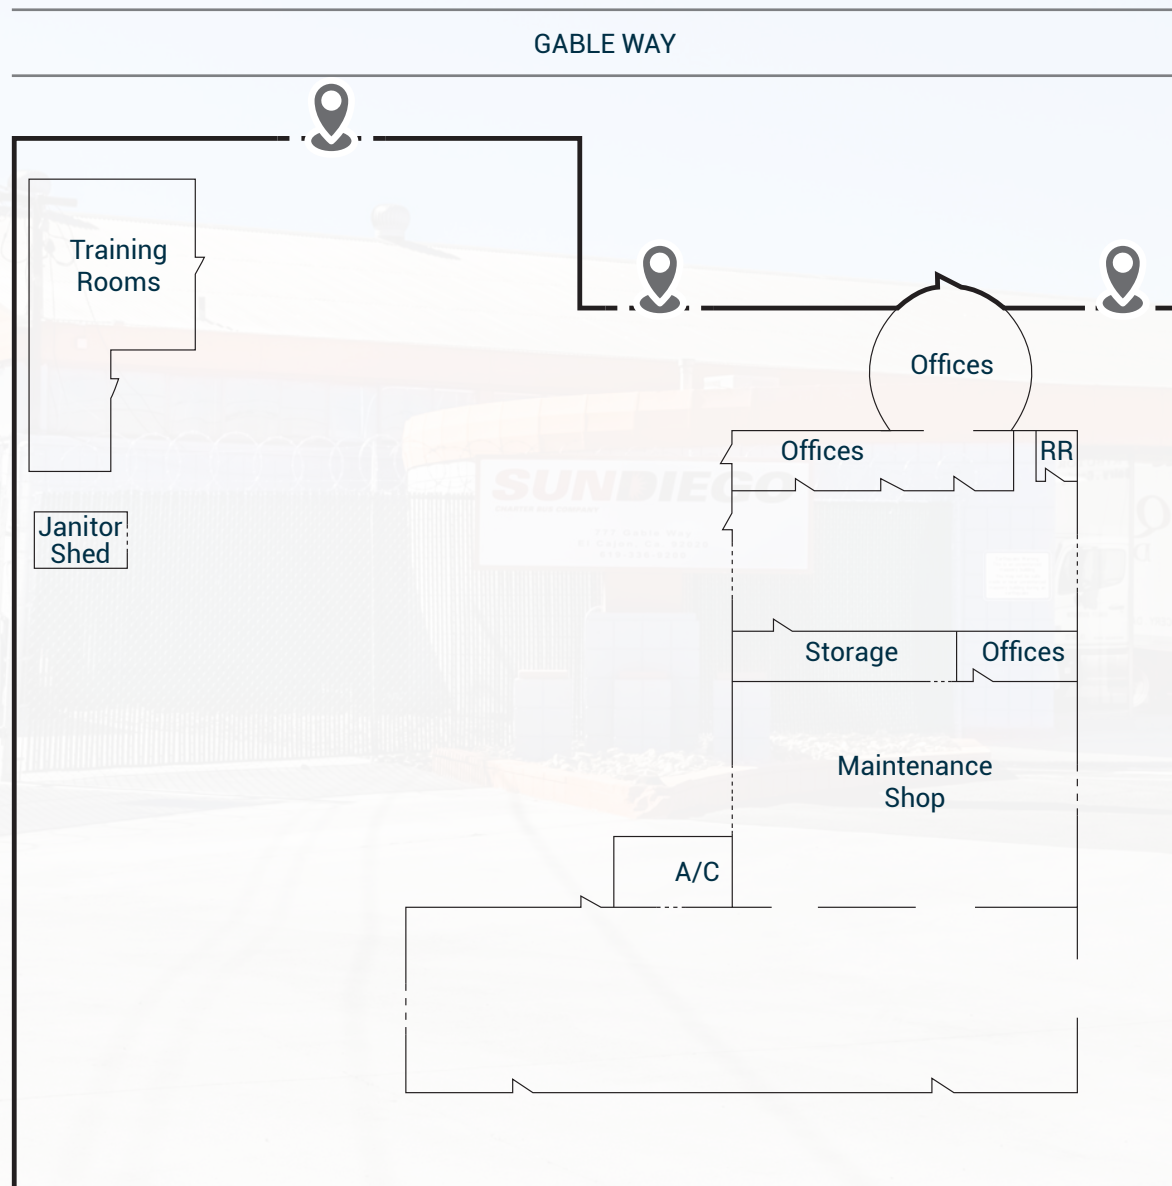 GABLE WAY
Training
Rooms
Offices
Offices
RR
SUNDIEGO
Janitor
Shed
Storage
Offices
Maintenance
Shop
A/C